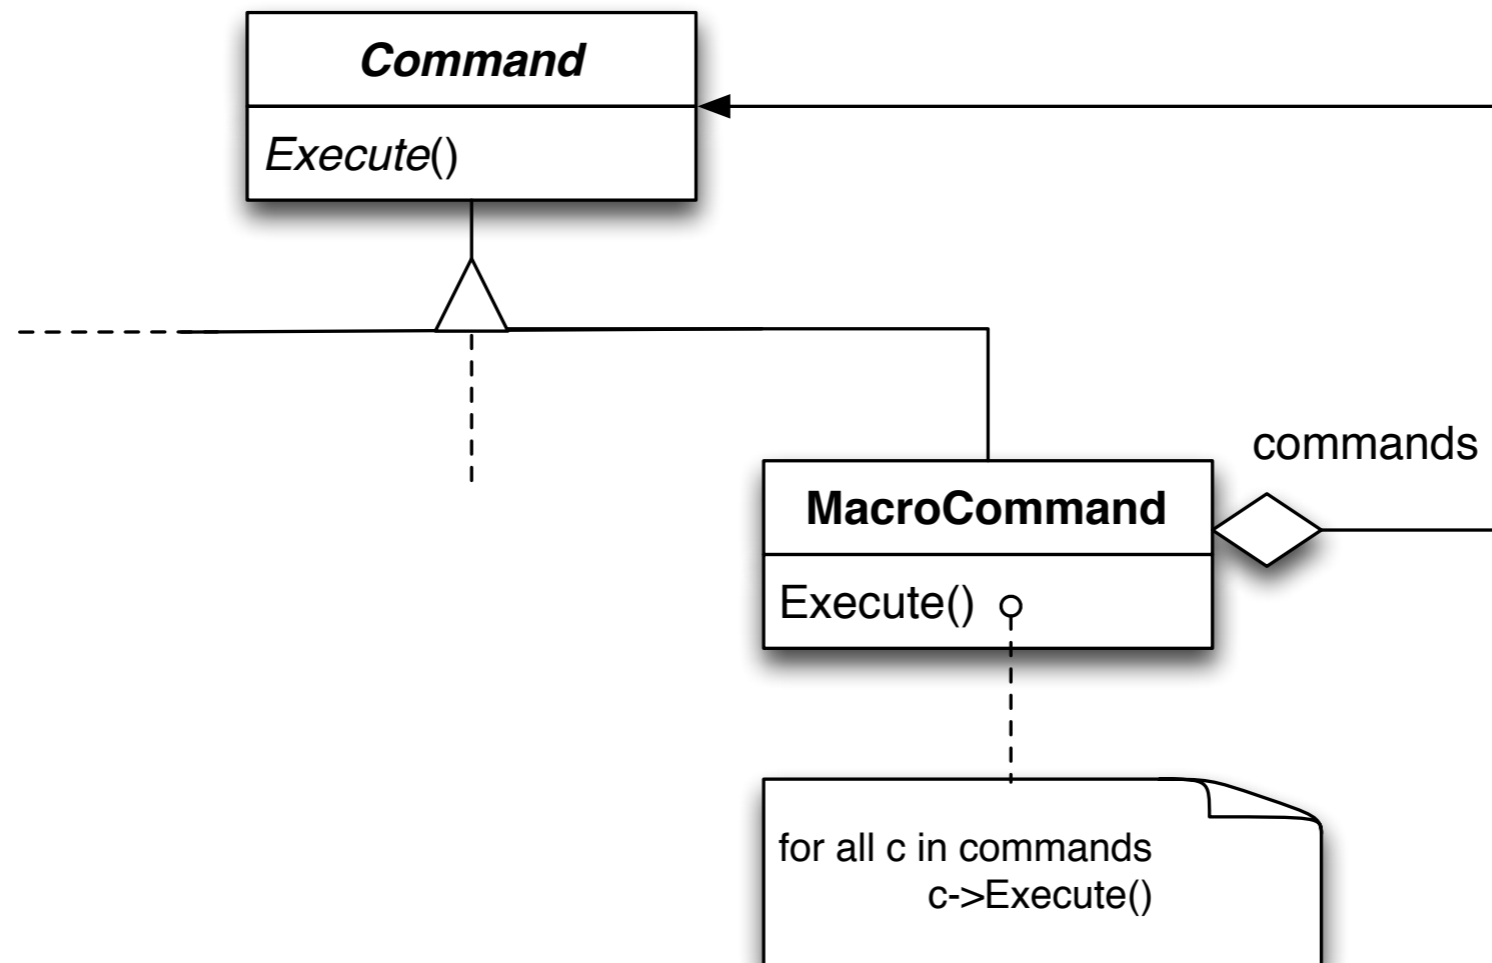 Command
Execute()
commands
MacroCommand
Execute()
for all c in commands
c->Execute()